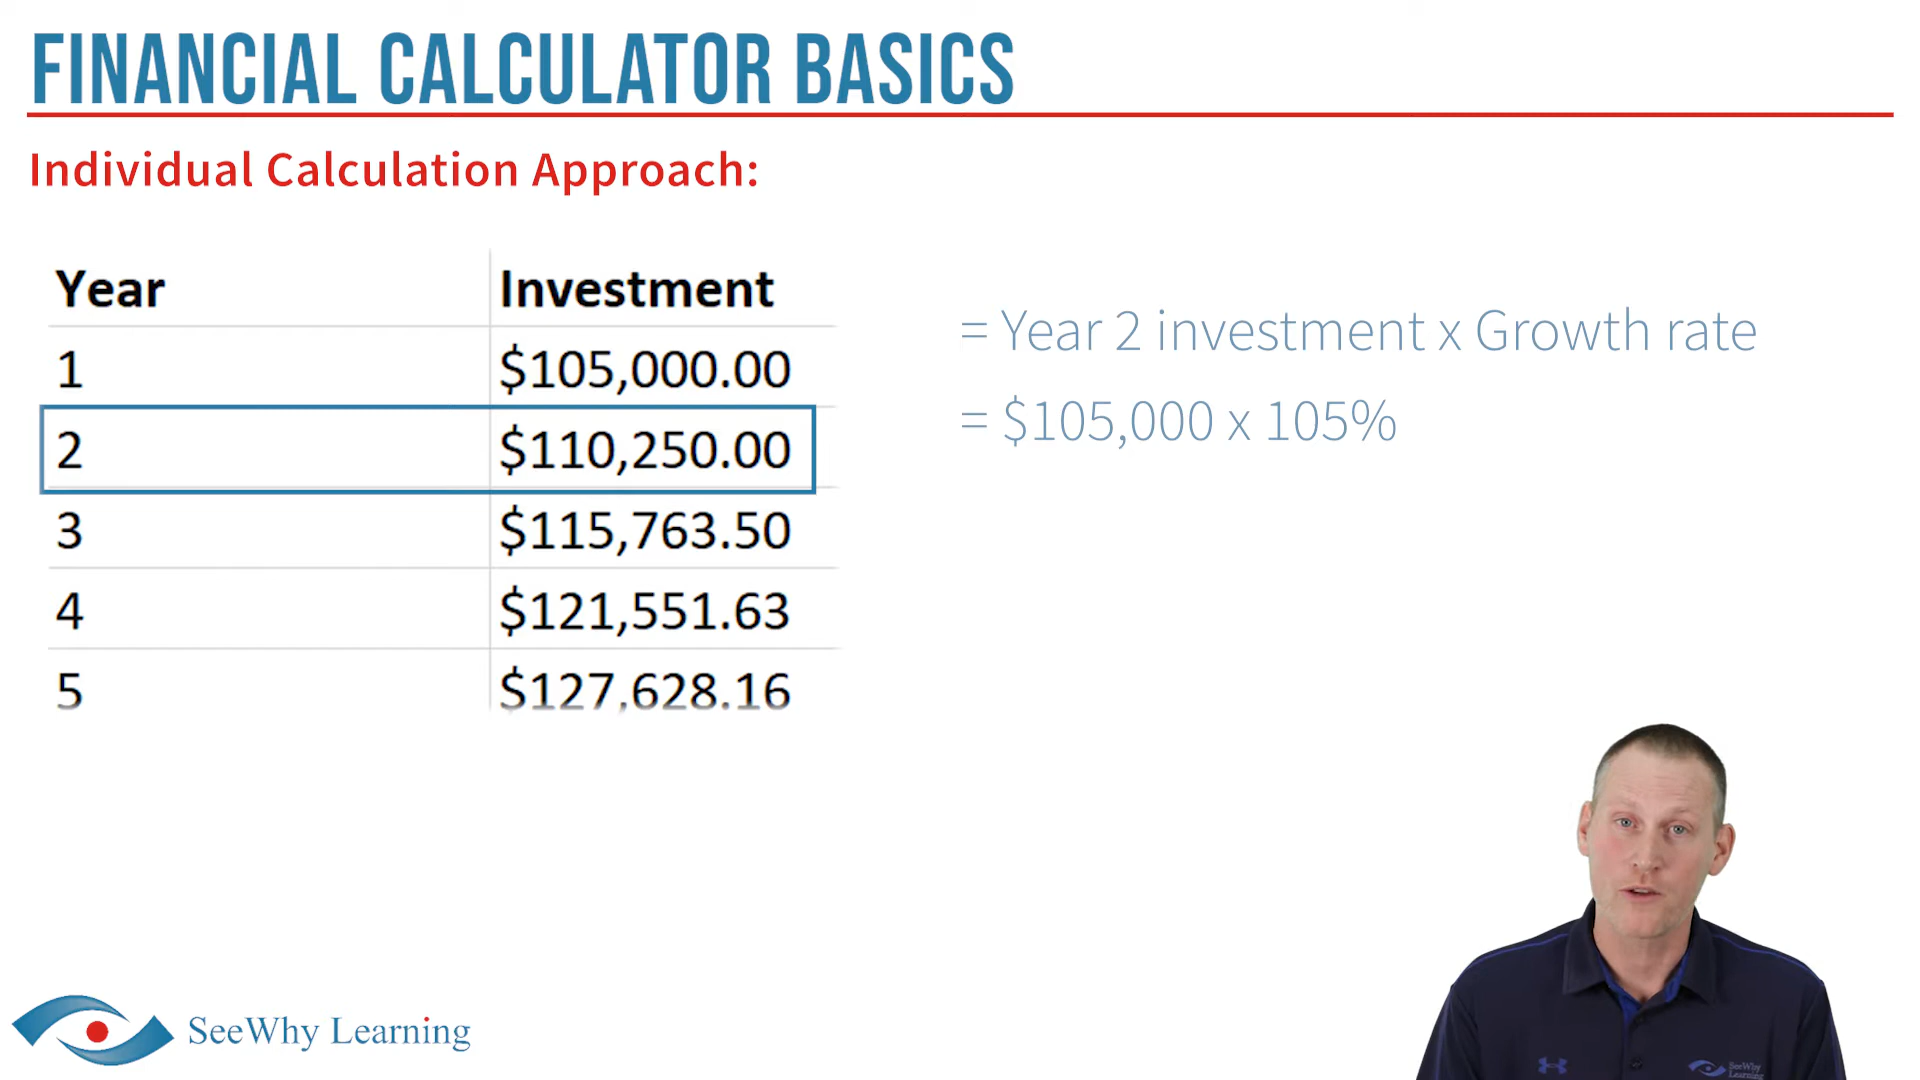 FINANCIAL CALCULATOR BASICS
Individual Calculation Approach:
Year Investment
1 $105,000.00
2 $110,250.00
3 $115,763.50
4 $121,551.63
5 $127,628.16
= Year 2 investment x Growth rate
= $105,000 x 105%
SeeWhy Learning
SeeWhy
Learning